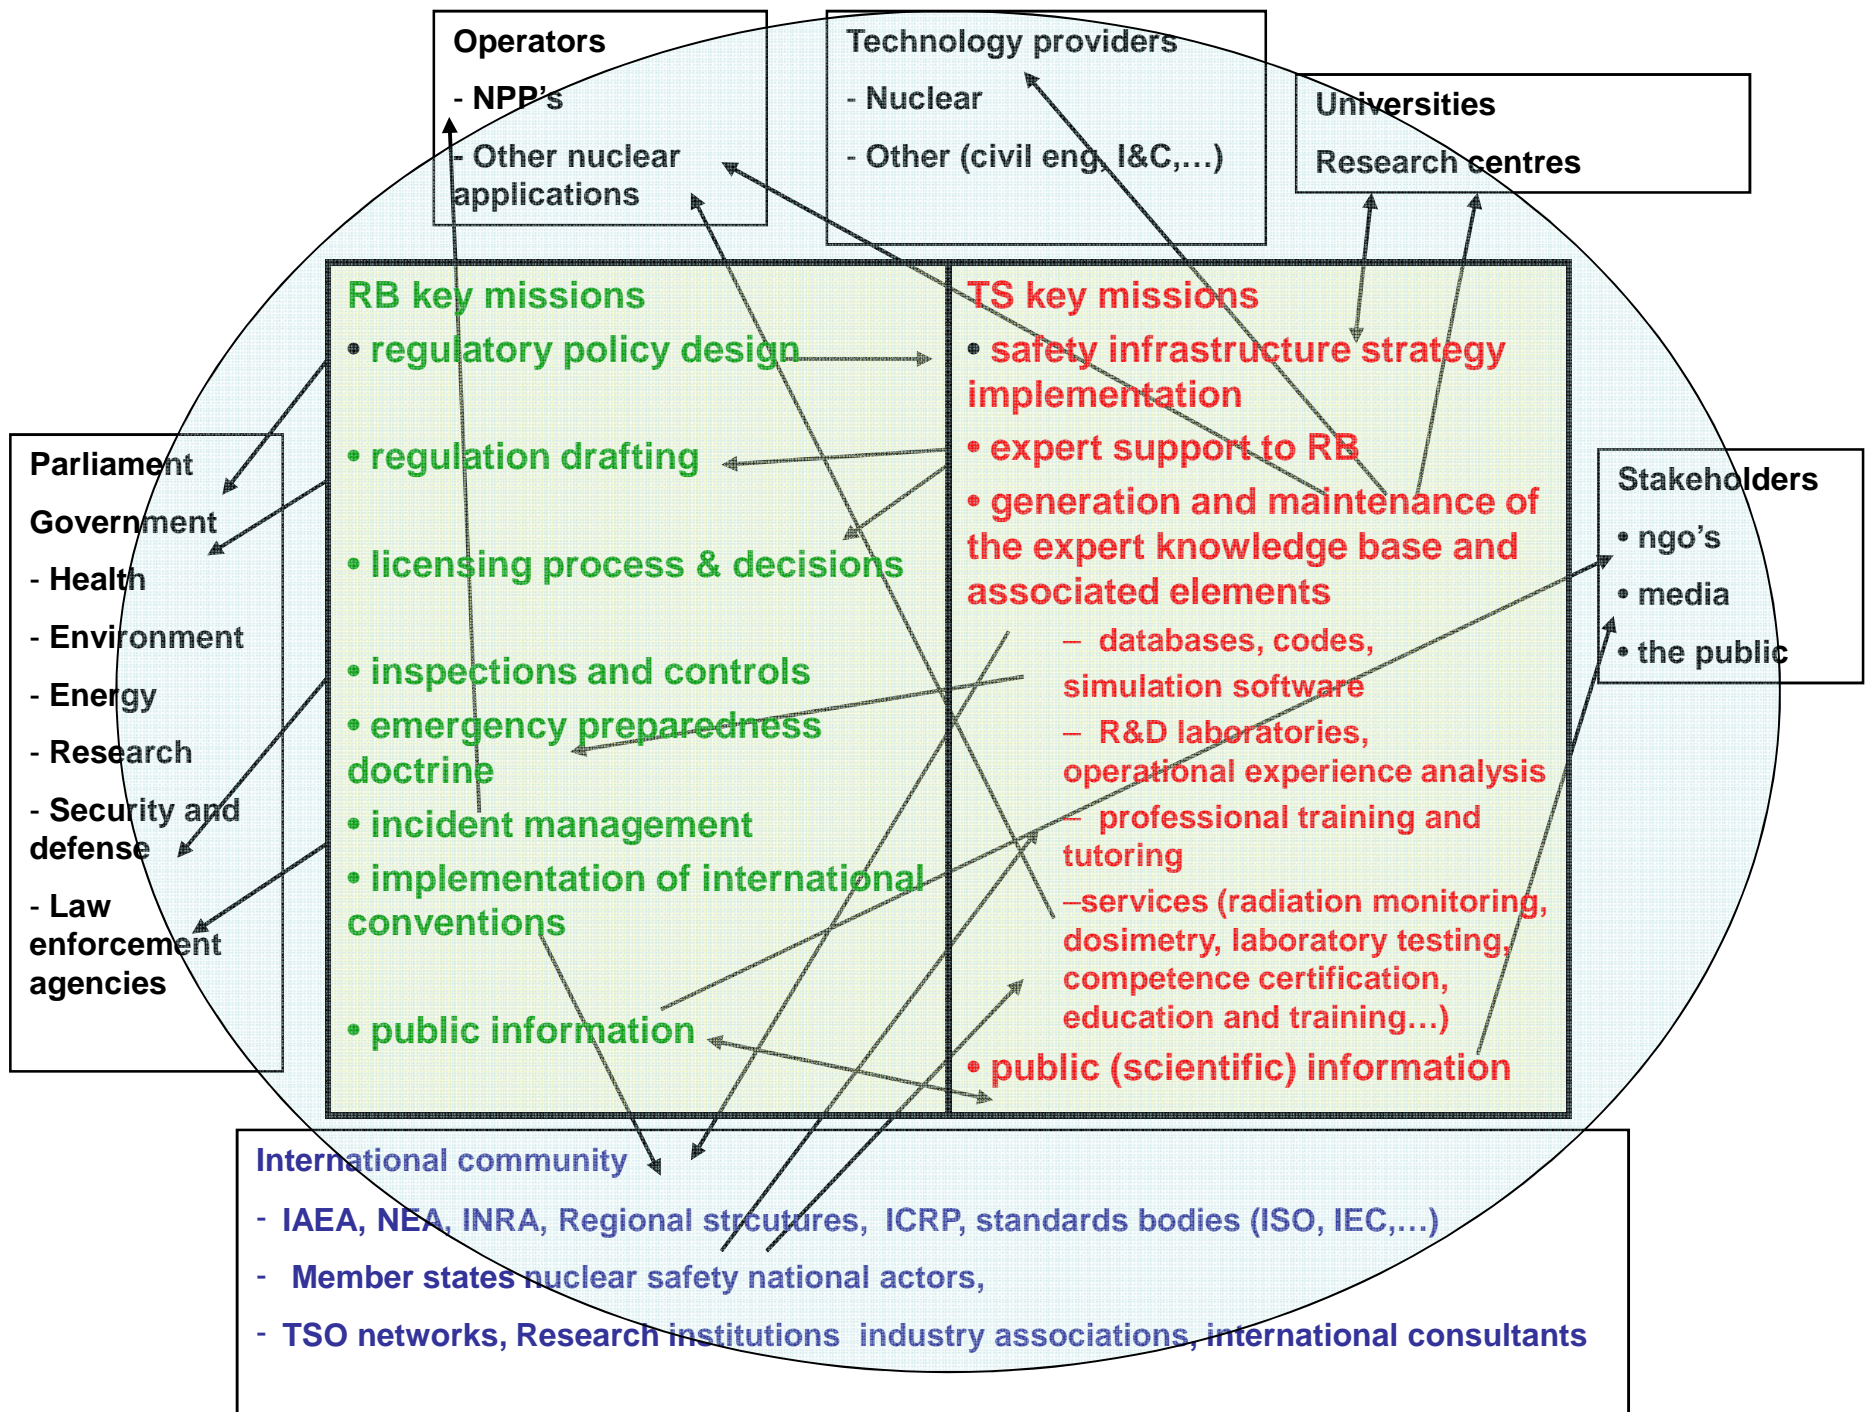 Operators
- NPP's
- Other nuclear
applications
Technology providers
- Nuclear
- Other (civil eng, I&C,…)
Universities
Research centres
Parliament
Government
- Health
- Environment
- Energy
- Research
- Security and
defense
- Law
enforcement
agencies
RB key missions
• regulatory policy design
• regulation drafting
• licensing process & decisions
• inspections and controls
• emergency preparedness
doctrine
• incident management
• implementation of international
conventions
• public information
TS key missions
• safety infrastructure strategy
implementation
• expert support to RB
• generation and maintenance of
the expert knowledge base and
associated elements
– databases, codes,
simulation software
– R&D laboratories,
operational experience analysis
– professional training and
tutoring
–services (radiation monitoring,
dosimetry, laboratory testing,
competence certification,
education and training…)
• public (scientific) information
Stakeholders
• ngo's
• media
• the public
International community
- IAEA, NEA, INRA, Regional strcutures, ICRP, standards bodies (ISO, IEC,…)
- Member states nuclear safety national actors,
- TSO networks, Research institutions industry associations, international consultants